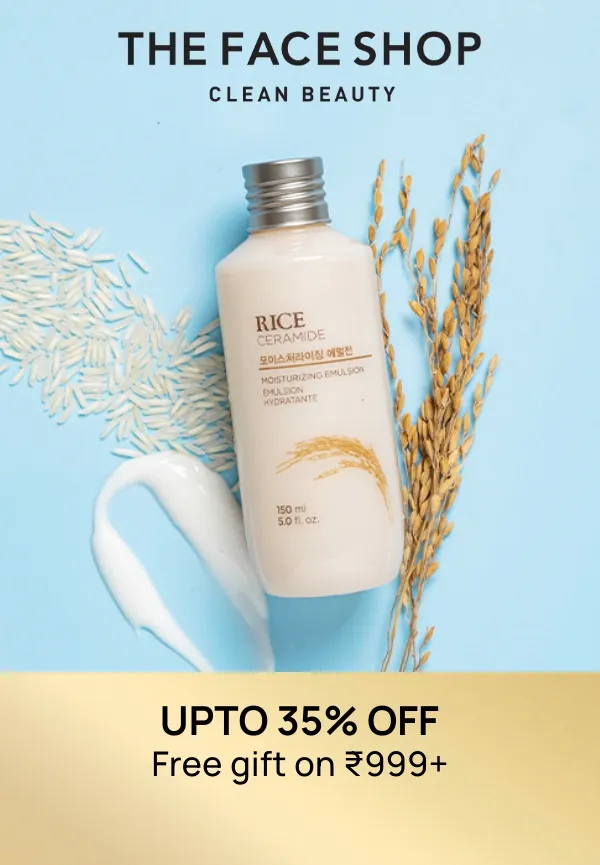 THE FACE SHOP
CLEAN BEAUTY
RICE
CERAMIDE
모이스처라이징 에멀전
MOISTURIZING EMULSION
EMULSION
HYDRATANTE
150 ml
5.0 fl. oz.
UPTO 35% OFF
Free gift on ₹999+